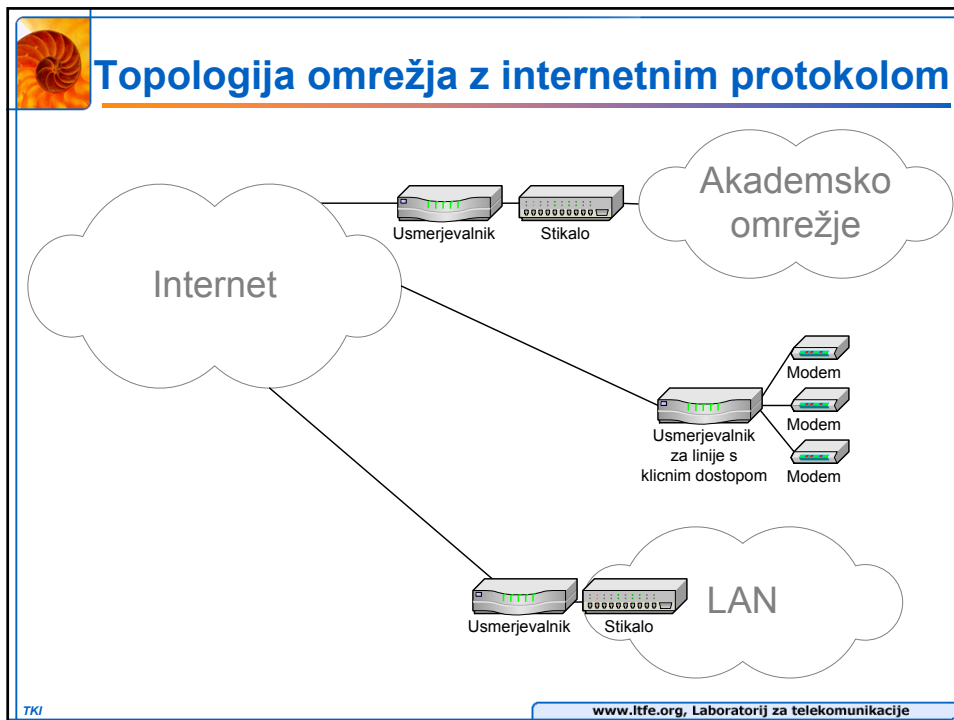 Topologija omrežja z internetnim protokolom
Akademsko
omrežje
Usmerjevalnik
Stikalo
Internet
Modem
Modem
Usmerjevalnik
za linije s
klicnim dostopom
Modem
LAN
Usmerjevalnik
Stikalo
TKI
www.ltfe.org, Laboratorij za telekomunikacije